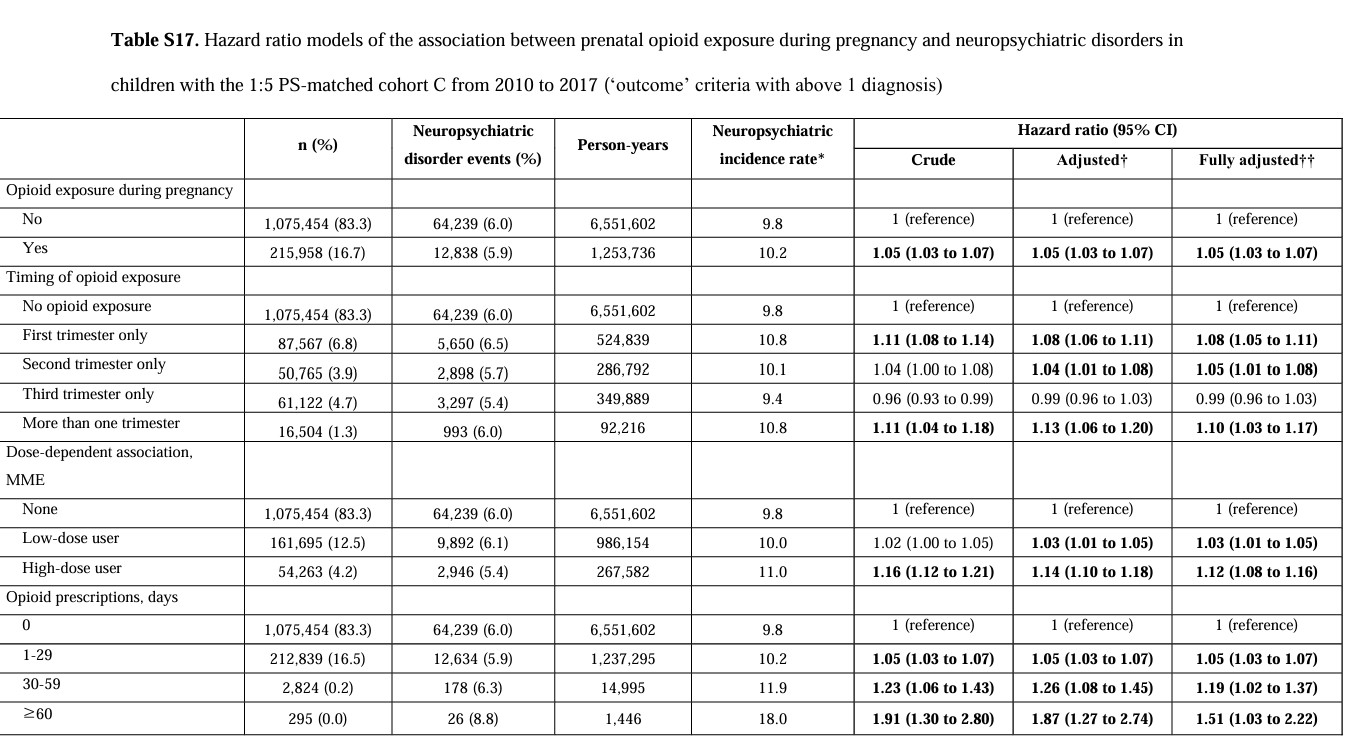 Table S17. Hazard ratio models of the association between prenatal opioid exposure during pregnancy and neuropsychiatric disorders in
children with the 1:5 PS-matched cohort C from 2010 to 2017 (‘outcome’ criteria with above 1 diagnosis)
n (%) Neuropsychiatric disorder events (%) Person-years Neuropsychiatric incidence rate* Hazard ratio (95% CI)
Crude Adjusted† Fully adjusted††
Opioid exposure during pregnancy
No 1,075,454 (83.3) 64,239 (6.0) 6,551,602 9.8 1 (reference) 1 (reference) 1 (reference)
Yes 215,958 (16.7) 12,838 (5.9) 1,253,736 10.2 1.05 (1.03 to 1.07) 1.05 (1.03 to 1.07) 1.05 (1.03 to 1.07)
Timing of opioid exposure
No opioid exposure 1,075,454 (83.3) 64,239 (6.0) 6,551,602 9.8 1 (reference) 1 (reference) 1 (reference)
First trimester only 87,567 (6.8) 5,650 (6.5) 524,839 10.8 1.11 (1.08 to 1.14) 1.08 (1.06 to 1.11) 1.08 (1.05 to 1.11)
Second trimester only 50,765 (3.9) 2,898 (5.7) 286,792 10.1 1.04 (1.00 to 1.08) 1.04 (1.01 to 1.08) 1.05 (1.01 to 1.08)
Third trimester only 61,122 (4.7) 3,297 (5.4) 349,889 9.4 0.96 (0.93 to 0.99) 0.99 (0.96 to 1.03) 0.99 (0.96 to 1.03)
More than one trimester 16,504 (1.3) 993 (6.0) 92,216 10.8 1.11 (1.04 to 1.18) 1.13 (1.06 to 1.20) 1.10 (1.03 to 1.17)
Dose-dependent association,
MME
None 1,075,454 (83.3) 64,239 (6.0) 6,551,602 9.8 1 (reference) 1 (reference) 1 (reference)
Low-dose user 161,695 (12.5) 9,892 (6.1) 986,154 10.0 1.02 (1.00 to 1.05) 1.03 (1.01 to 1.05) 1.03 (1.01 to 1.05)
High-dose user 54,263 (4.2) 2,946 (5.4) 267,582 11.0 1.16 (1.12 to 1.21) 1.14 (1.10 to 1.18) 1.12 (1.08 to 1.16)
Opioid prescriptions, days
0 1,075,454 (83.3) 64,239 (6.0) 6,551,602 9.8 1 (reference) 1 (reference) 1 (reference)
1-29 212,839 (16.5) 12,634 (5.9) 1,237,295 10.2 1.05 (1.03 to 1.07) 1.05 (1.03 to 1.07) 1.05 (1.03 to 1.07)
30-59 2,824 (0.2) 178 (6.3) 14,995 11.9 1.23 (1.06 to 1.43) 1.26 (1.08 to 1.45) 1.19 (1.02 to 1.37)
≥60 295 (0.0) 26 (8.8) 1,446 18.0 1.91 (1.30 to 2.80) 1.87 (1.27 to 2.74) 1.51 (1.03 to 2.22)